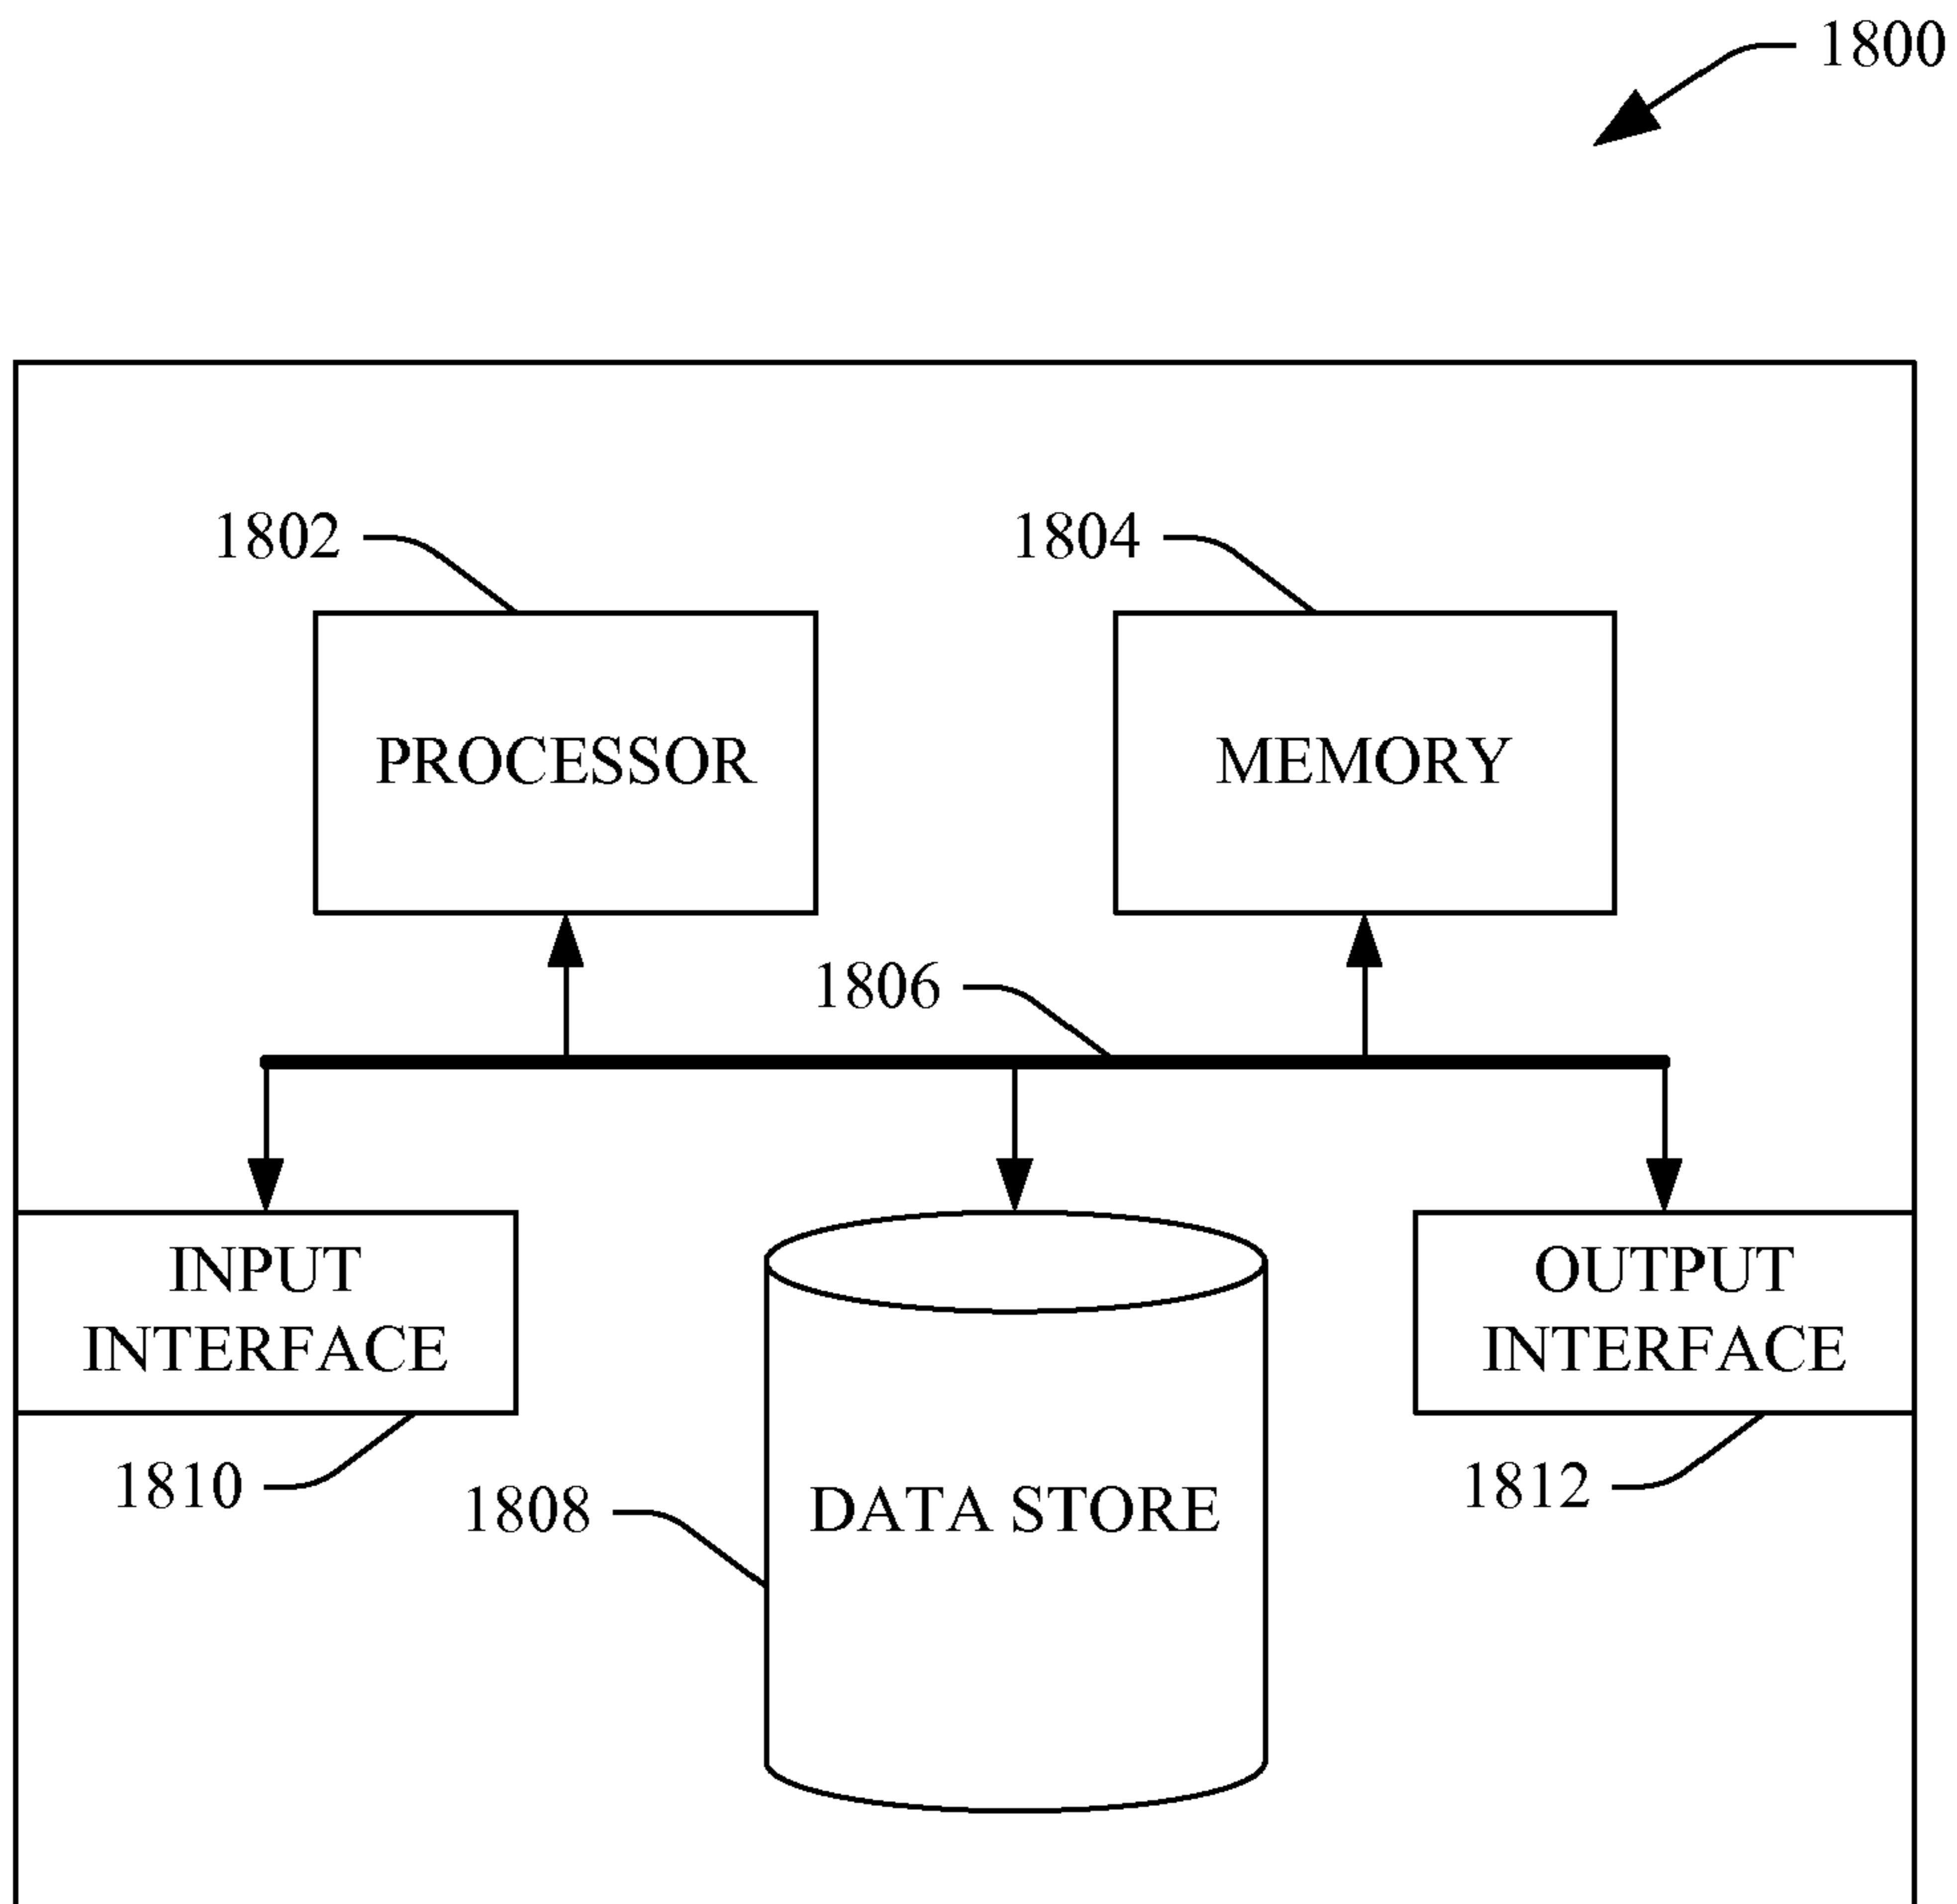 1800
1802
1804
PROCESSOR
MEMORY
1806
INPUT
INTERFACE
OUTPUT
INTERFACE
1810
1808
DATA STORE
1812